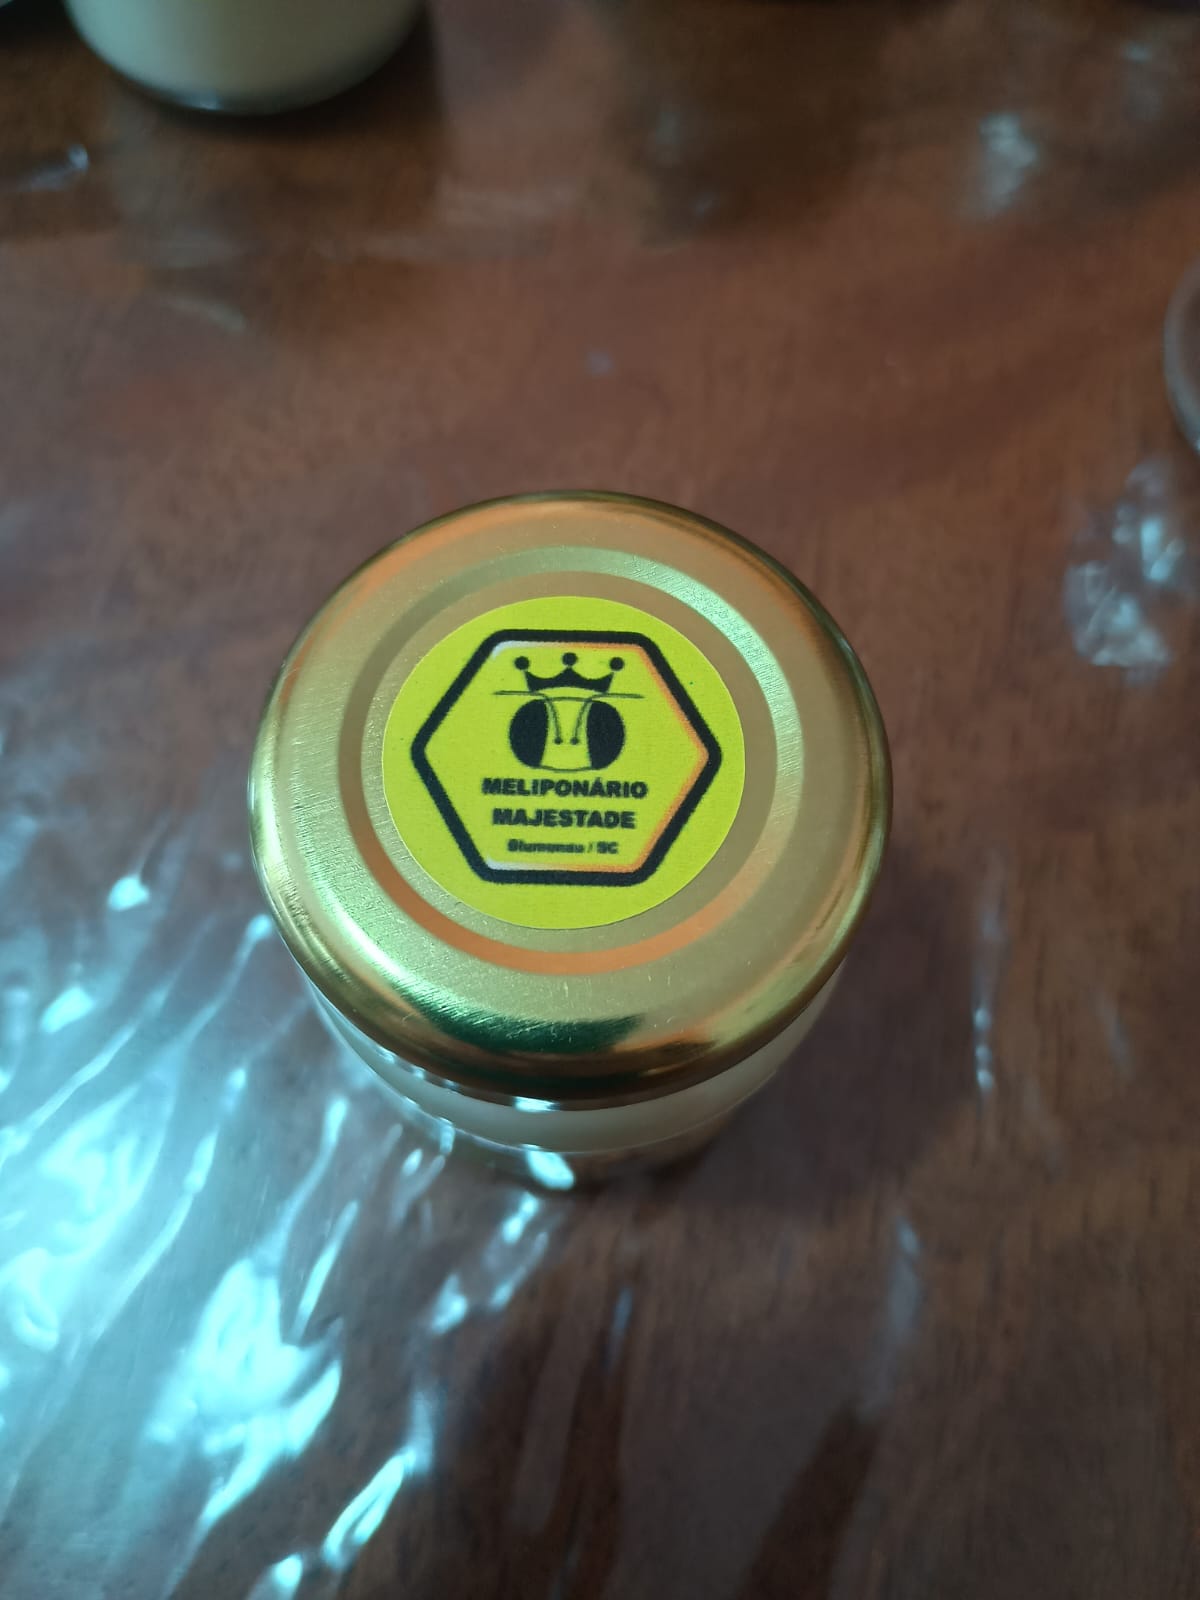 MELIPONÁRIO
MAJESTADE
Blumenau / SC